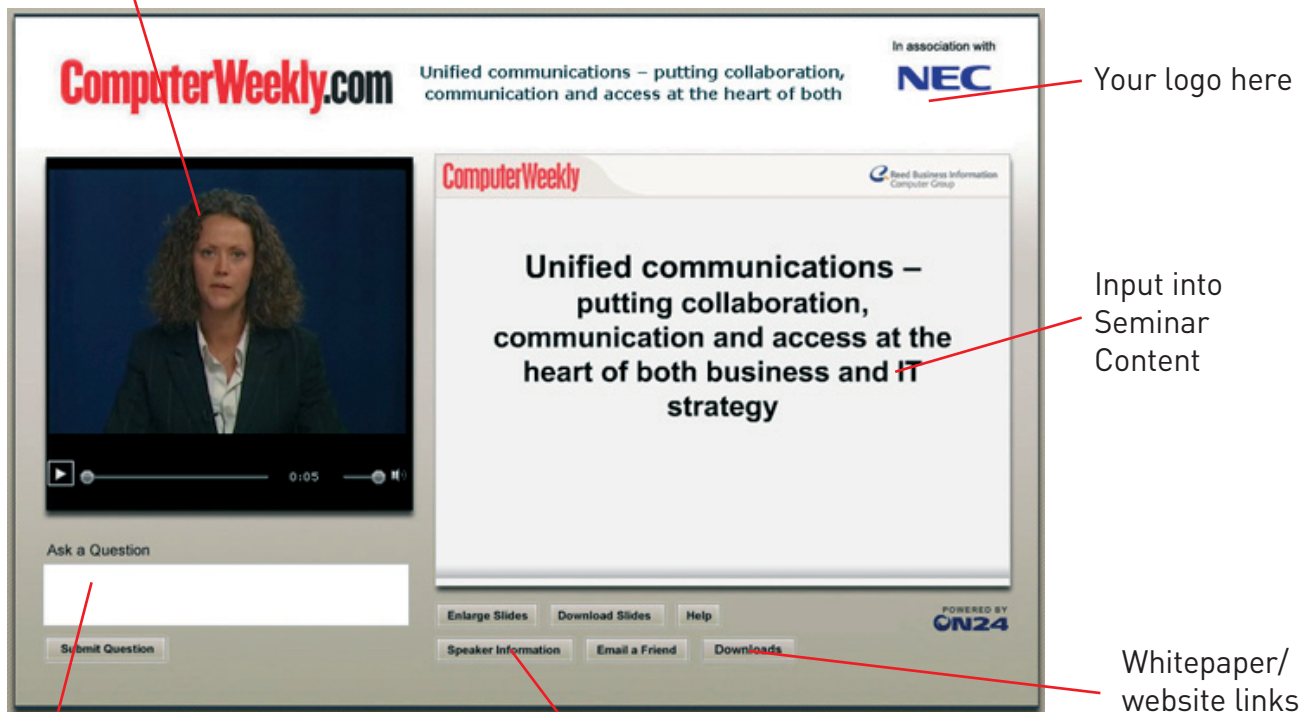 In association with
ComputerWeekly.com
Unified communications – putting collaboration,
communication and access at the heart of both
NEC
Your logo here
ComputerWeekly
Reed Business Information
Computer Group
Unified communications –
putting collaboration,
communication and access at the
heart of both business and IT
strategy
Input into
Seminar
Content
0:05
Ask a Question
Submit Question
Enlarge Slides
Download Slides
Help
POWERED BY
ON24
Speaker Information
Email a Friend
Downloads
Whitepaper/
website links